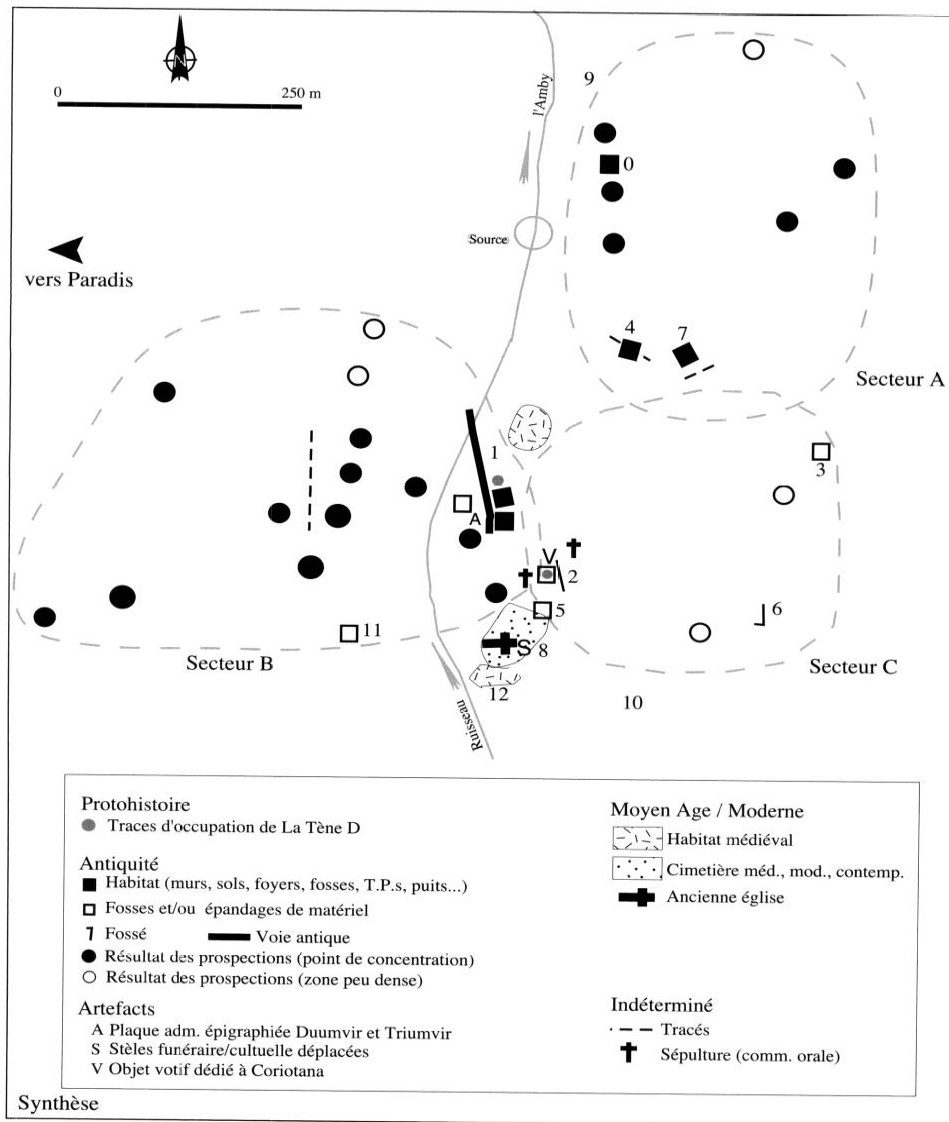 N
0 250 m
l'Amby
9
0
Source
vers Paradis
4 7
Secteur A
1
3
A
V
2
5
6
11
S 8
Secteur B
Secteur C
12
10
Ruisseau
Protohistoire
Traces d'occupation de La Tène D
Antiquité
Habitat (murs, sols, foyers, fosses, T.P.s, puits...)
Fosses et/ou épandages de matériel
Fossé Voie antique
Résultat des prospections (point de concentration)
Résultat des prospections (zone peu dense)
Artefacts
A Plaque adm. épigraphiée Duumvir et Triumvir
S Stèles funéraire/cultuelle déplacées
V Objet votif dédié à Coriotana
Moyen Age / Moderne
Habitat médiéval
Cimetière méd., mod., contemp.
Ancienne église
Indéterminé
Tracés
Sépulture (comm. orale)
Synthèse